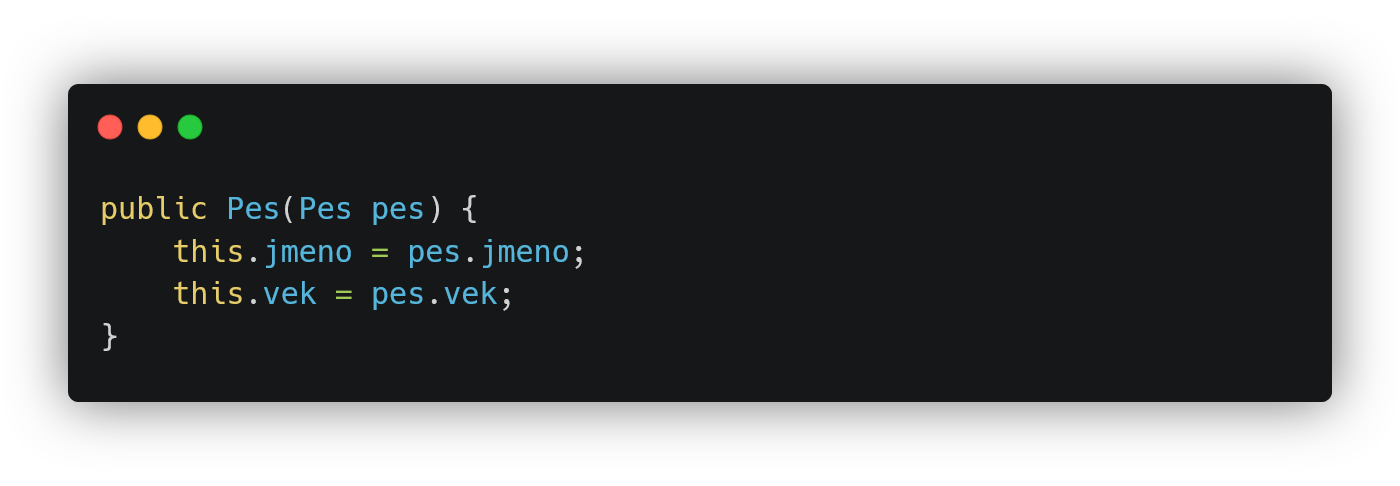 public Pes(Pes pes) {
    this.jmeno = pes.jmeno;
    this.vek = pes.vek;
}